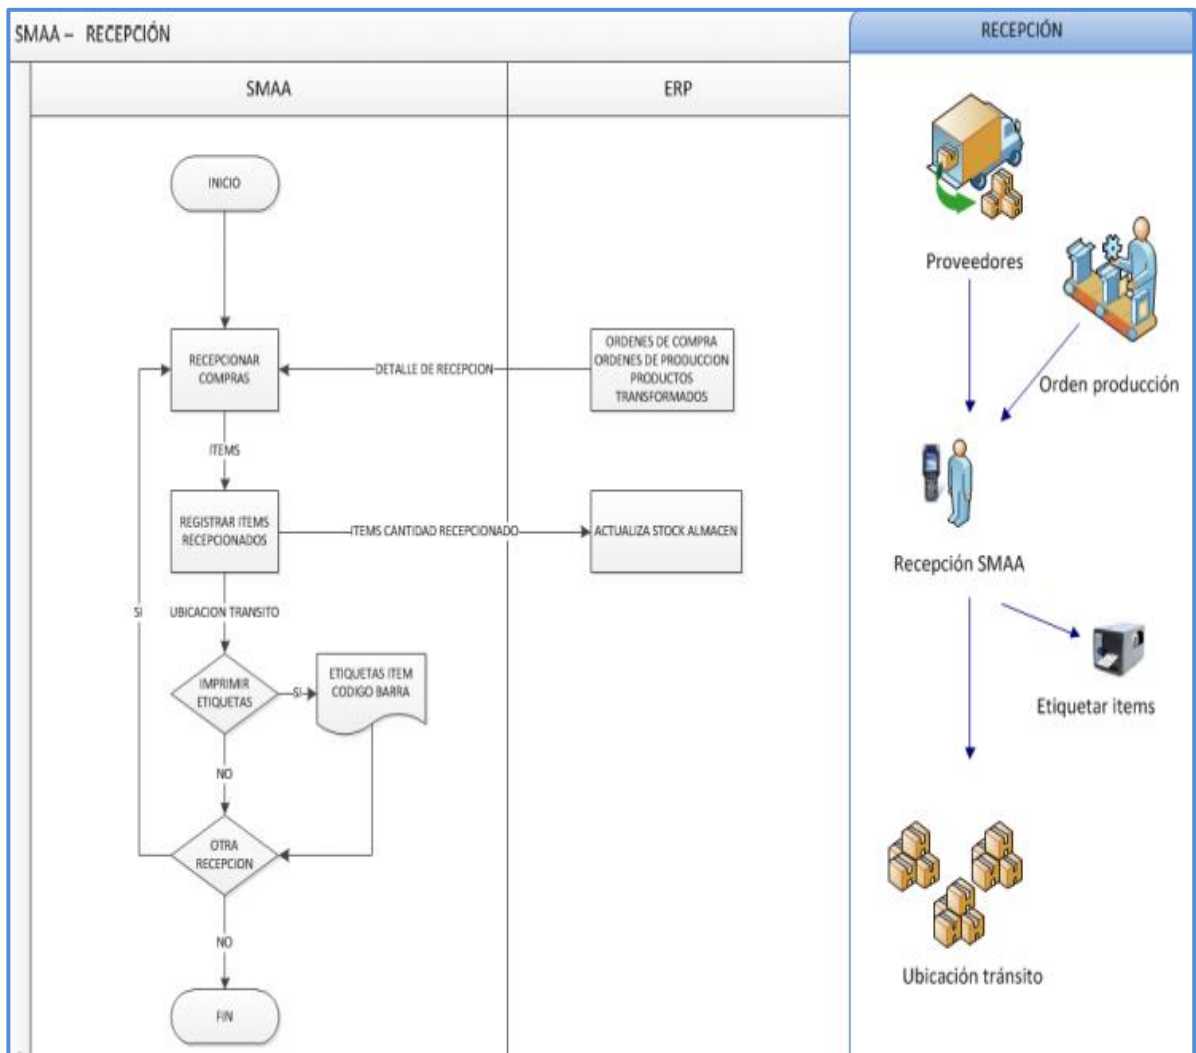 SMAA – RECEPCIÓN
SMAA
ERP
INICIO
RECEPCIONAR
COMPRAS
DETALLE DE RECEPCION
ORDENES DE COMPRA
ORDENES DE PRODUCCION
PRODUCTOS
TRANSFORMADOS
ITEMS
REGISTRAR ITEMS
RECEPCIONADOS
ITEMS CANTIDAD RECEPCIONADO
ACTUALIZA STOCK ALMACEN
SI
UBICACION TRANSITO
IMPRIMIR
ETIQUETAS
SI
ETIQUETAS ITEM
CODIGO BARRA
NO
OTRA
RECEPCION
NO
FIN
RECEPCIÓN
Proveedores
Orden producción
Recepción SMAA
Etiquetar items
Ubicación tránsito